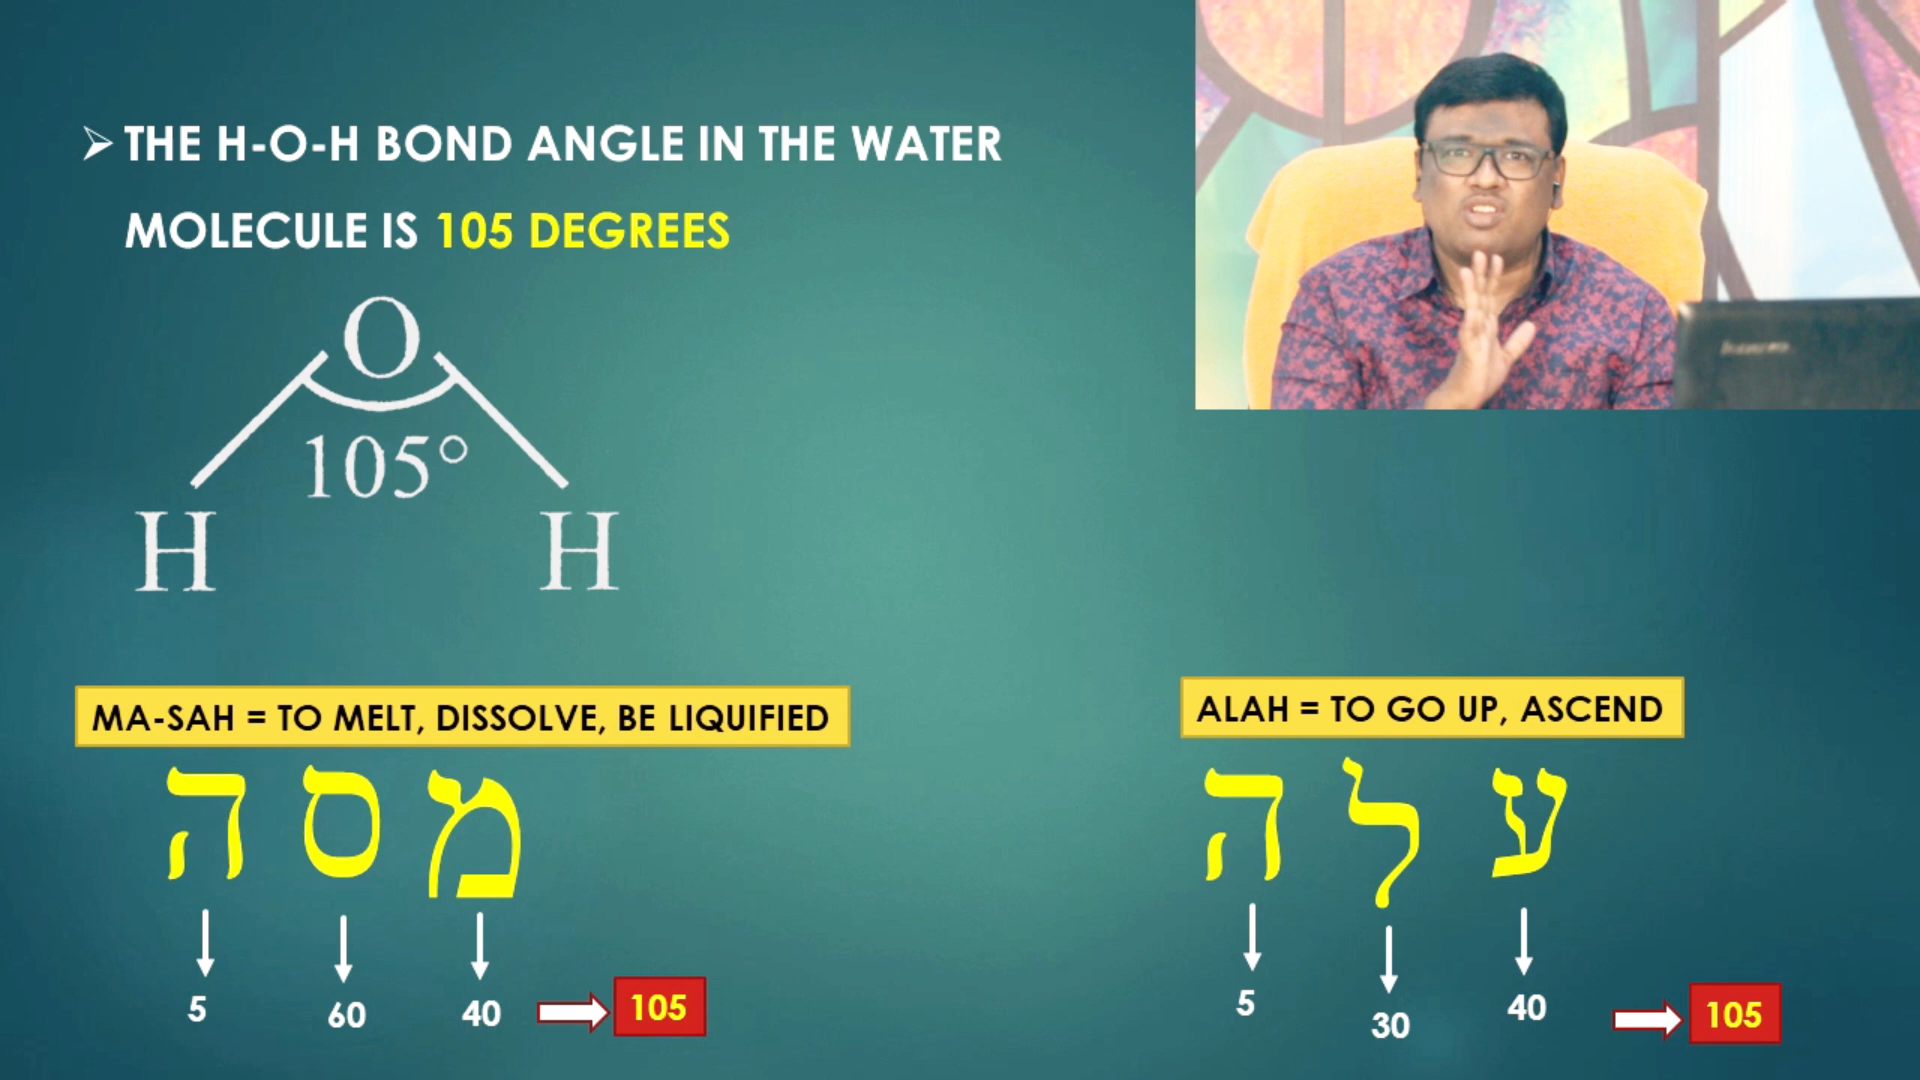 ➢ THE H-O-H BOND ANGLE IN THE WATER
MOLECULE IS 105 DEGREES
O
105°
H H
MA-SAH = TO MELT, DISSOLVE, BE LIQUIFIED
מסה
5 60 40 105
ALAH = TO GO UP, ASCEND
עלה
5 30 40 105